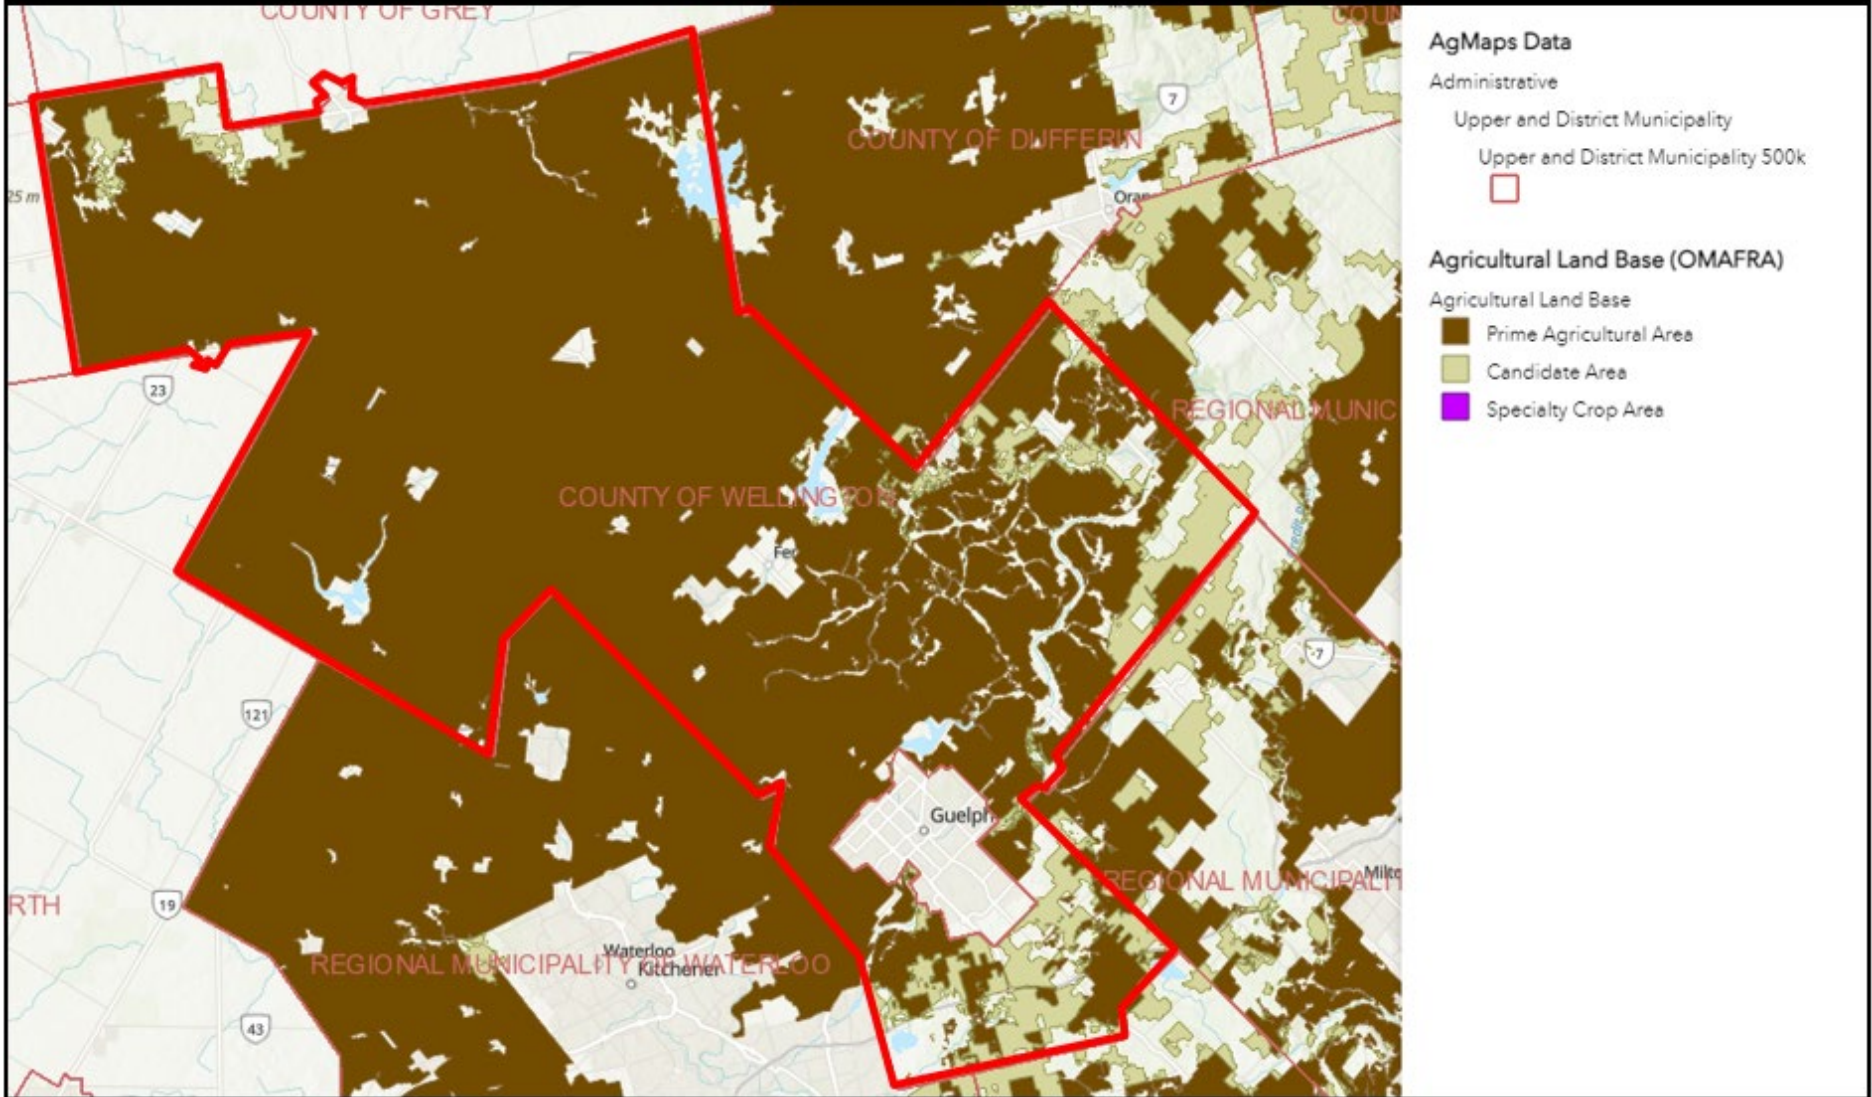 COUNTY OF GREY
7
COUNTY OF DUFFERIN
25 m
Oran
23
REGIONAL MUNIC
COUNTY OF WELLINGTON
Fer
7
121
Guelph
REGIONAL MUNICIPALIT
Milto
RTH
19
Waterloo
REGIONAL MUNICIPALITY OF WATERLOO
Kitchener
43
AgMaps Data
Administrative
Upper and District Municipality
Upper and District Municipality 500k
Agricultural Land Base (OMAFRA)
Agricultural Land Base
Prime Agricultural Area
Candidate Area
Specialty Crop Area